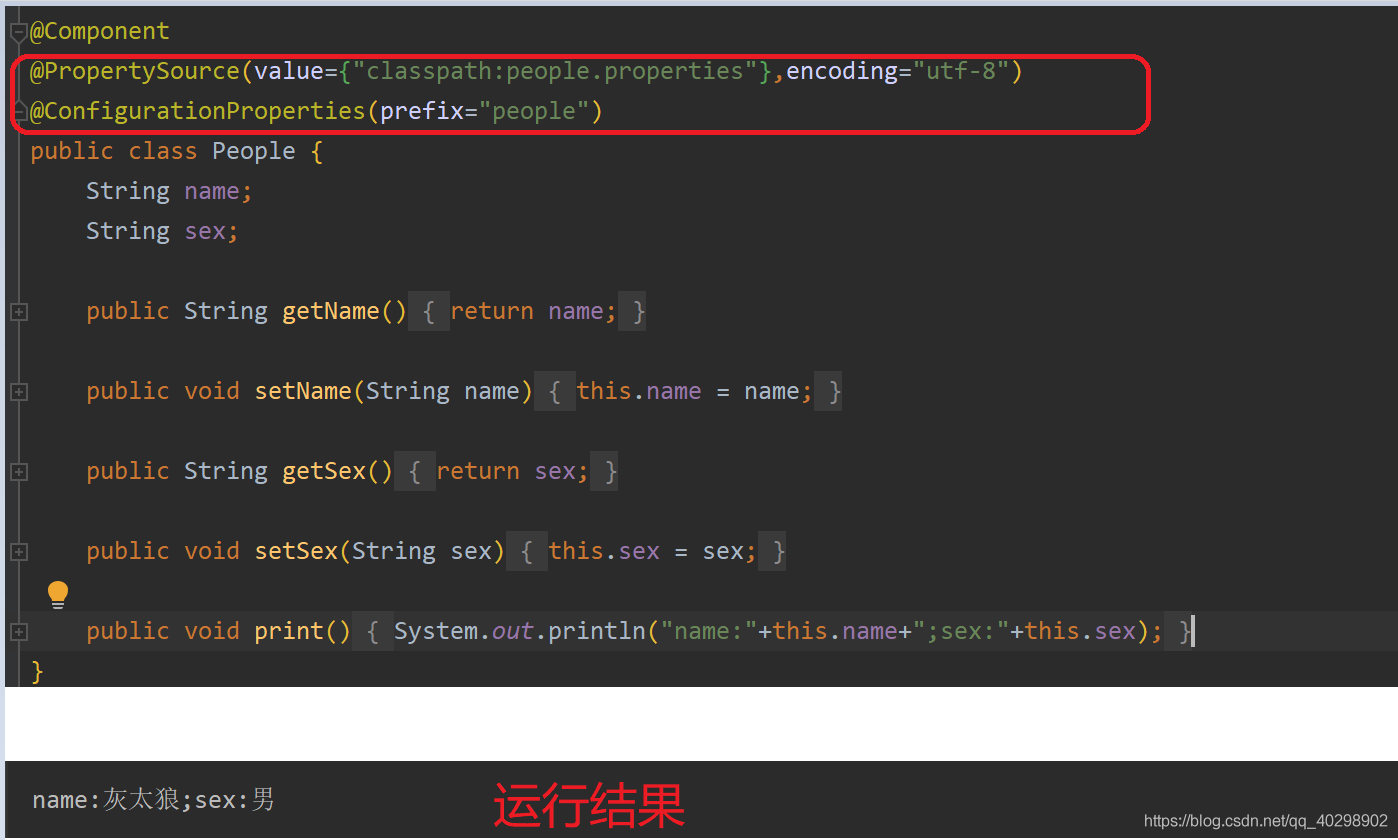 @Component
@PropertySource(value={"classpath:people.properties"},encoding="utf-8")
@ConfigurationProperties(prefix="people")
public class People {
    String name;
    String sex;
    public String getName() { return name; }
    public void setName(String name) { this.name = name; }
    public String getSex() { return sex; }
    public void setSex(String sex) { this.sex = sex; }
    public void print() { System.out.println("name:"+this.name+";sex:"+this.sex); }
}
name:灰太狼;sex:男
运行结果
https://blog.csdn.net/qq_40298902